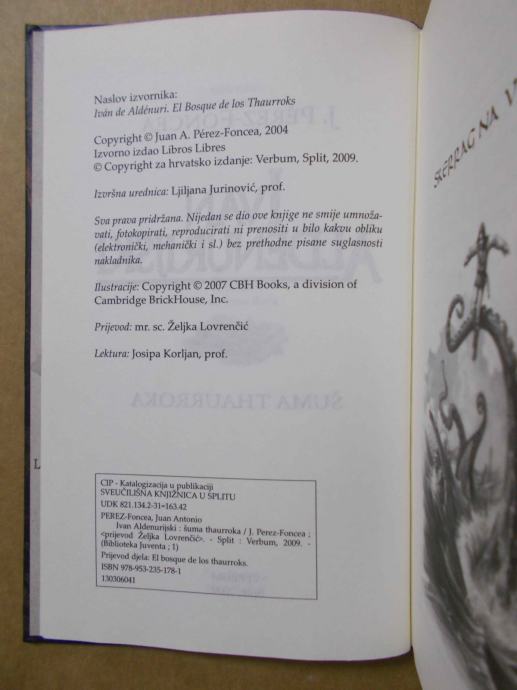 Naslov izvornika:
Iván de Aldénuri. El Bosque de los Thaurroks
Copyright © Juan A. Pérez-Foncea, 2004
Izvorno izdao Libros Libres
© Copyright za hrvatsko izdanje: Verbum, Split, 2009.
Izvršna urednica: Ljiljana Jurinović, prof.
Sva prava pridržana. Nijedan se dio ove knjige ne smije umnoža-
vati, fotokopirati, reproducirati ni prenositi u bilo kakvu obliku
(elektronički, mehanički i sl.) bez prethodne pisane suglasnosti
nakladnika.
Ilustracije: Copyright © 2007 CBH Books, a division of
Cambridge BrickHouse, Inc.
Prijevod: mr. sc. Željka Lovrenčić
Lektura: Josipa Korljan, prof.
CIP - Katalogizacija u publikaciji
SVEUČILIŠNA KNJIŽNICA U SPLITU
UDK 821.134.2-31=163.42
PEREZ-Foncea, Juan Antonio
Ivan Aldenurijski : šuma thaurroka / J. Perez-Foncea ;
<prijevod Željka Lovrenčić>. - Split : Verbum, 2009. -
(Biblioteka Juventa ; 1)
Prijevod djela: El bosque de los thaurroks.
ISBN 978-953-235-178-1
130306041
SKERRAG NA